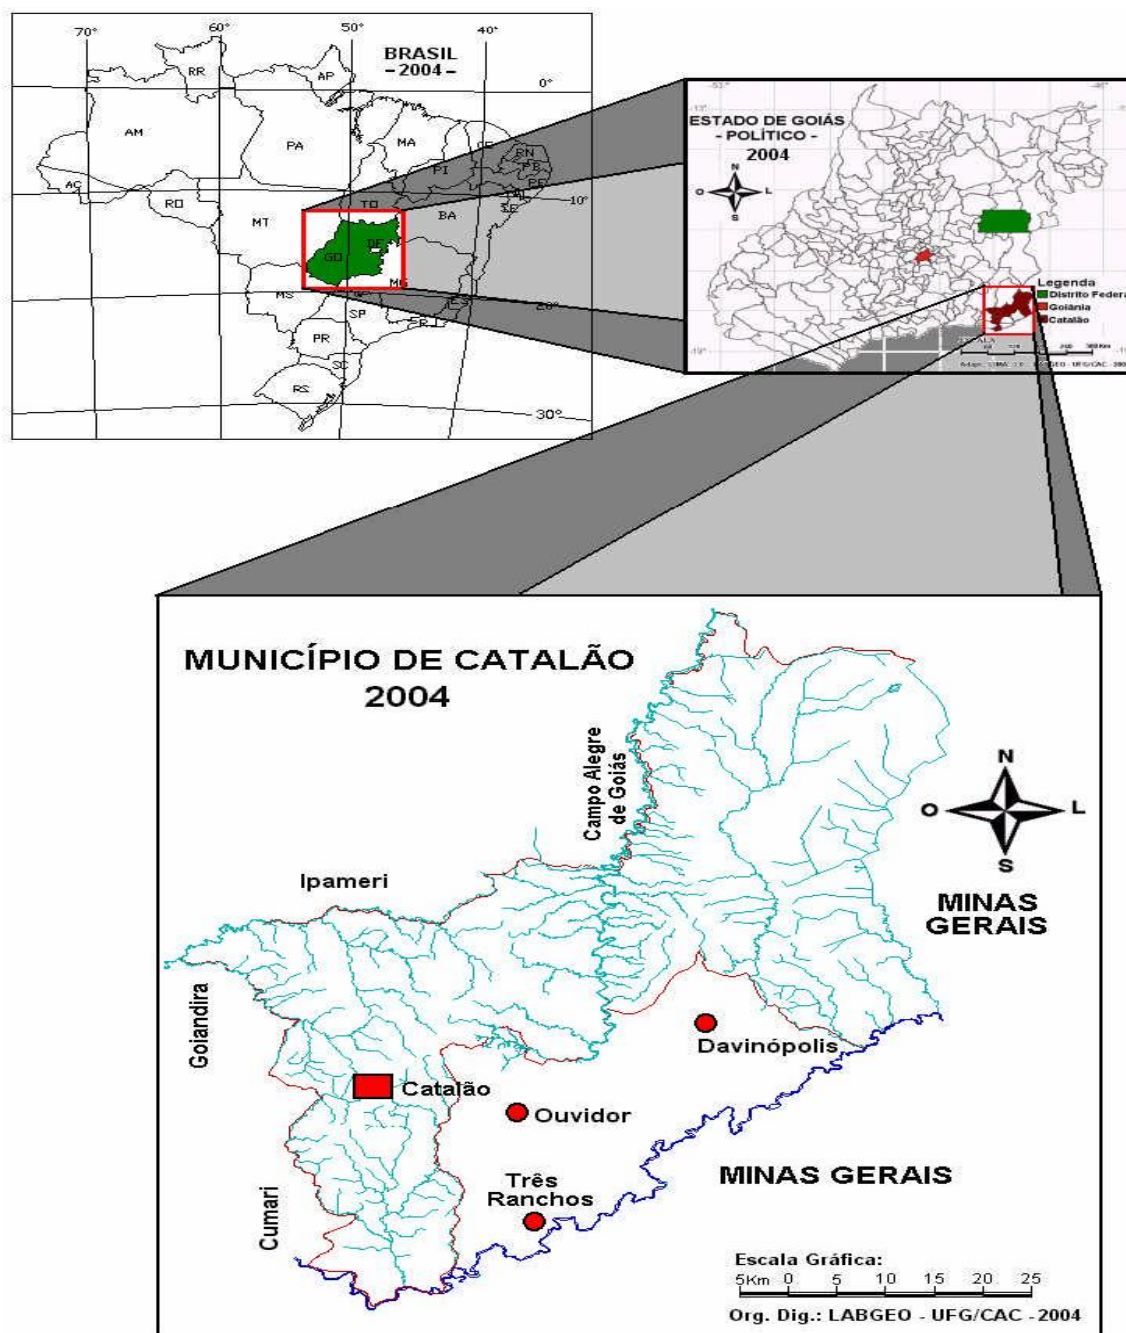 70°
60°
50°
40°
BRASIL
- 2004 -
RR
AP
0°
AM
PA
MA
CE
RN
PI
PB
PE
AL
SE
AC
RO
TO
10°
MT
BA
DF
GO
MG
MS
ES
20°
SP
RJ
PR
SC
RS
30°
ESTADO DE GOIÁS
- POLÍTICO -
2004
N
O
L
S
Legenda
Distrito Federal
Goiânia
Catalão
MUNICÍPIO DE CATALÃO
2004
Campo Alegre
de Goiás
N
O
L
S
Ipameri
MINAS
GERAIS
Goiandira
Davinópolis
Catalão
Ouvidor
Três
Ranchos
MINAS GERAIS
Cumari
Escala Gráfica:
5Km 0 5 10 15 20 25
Org. Dig.: LABGEO - UFG/CAC - 2004